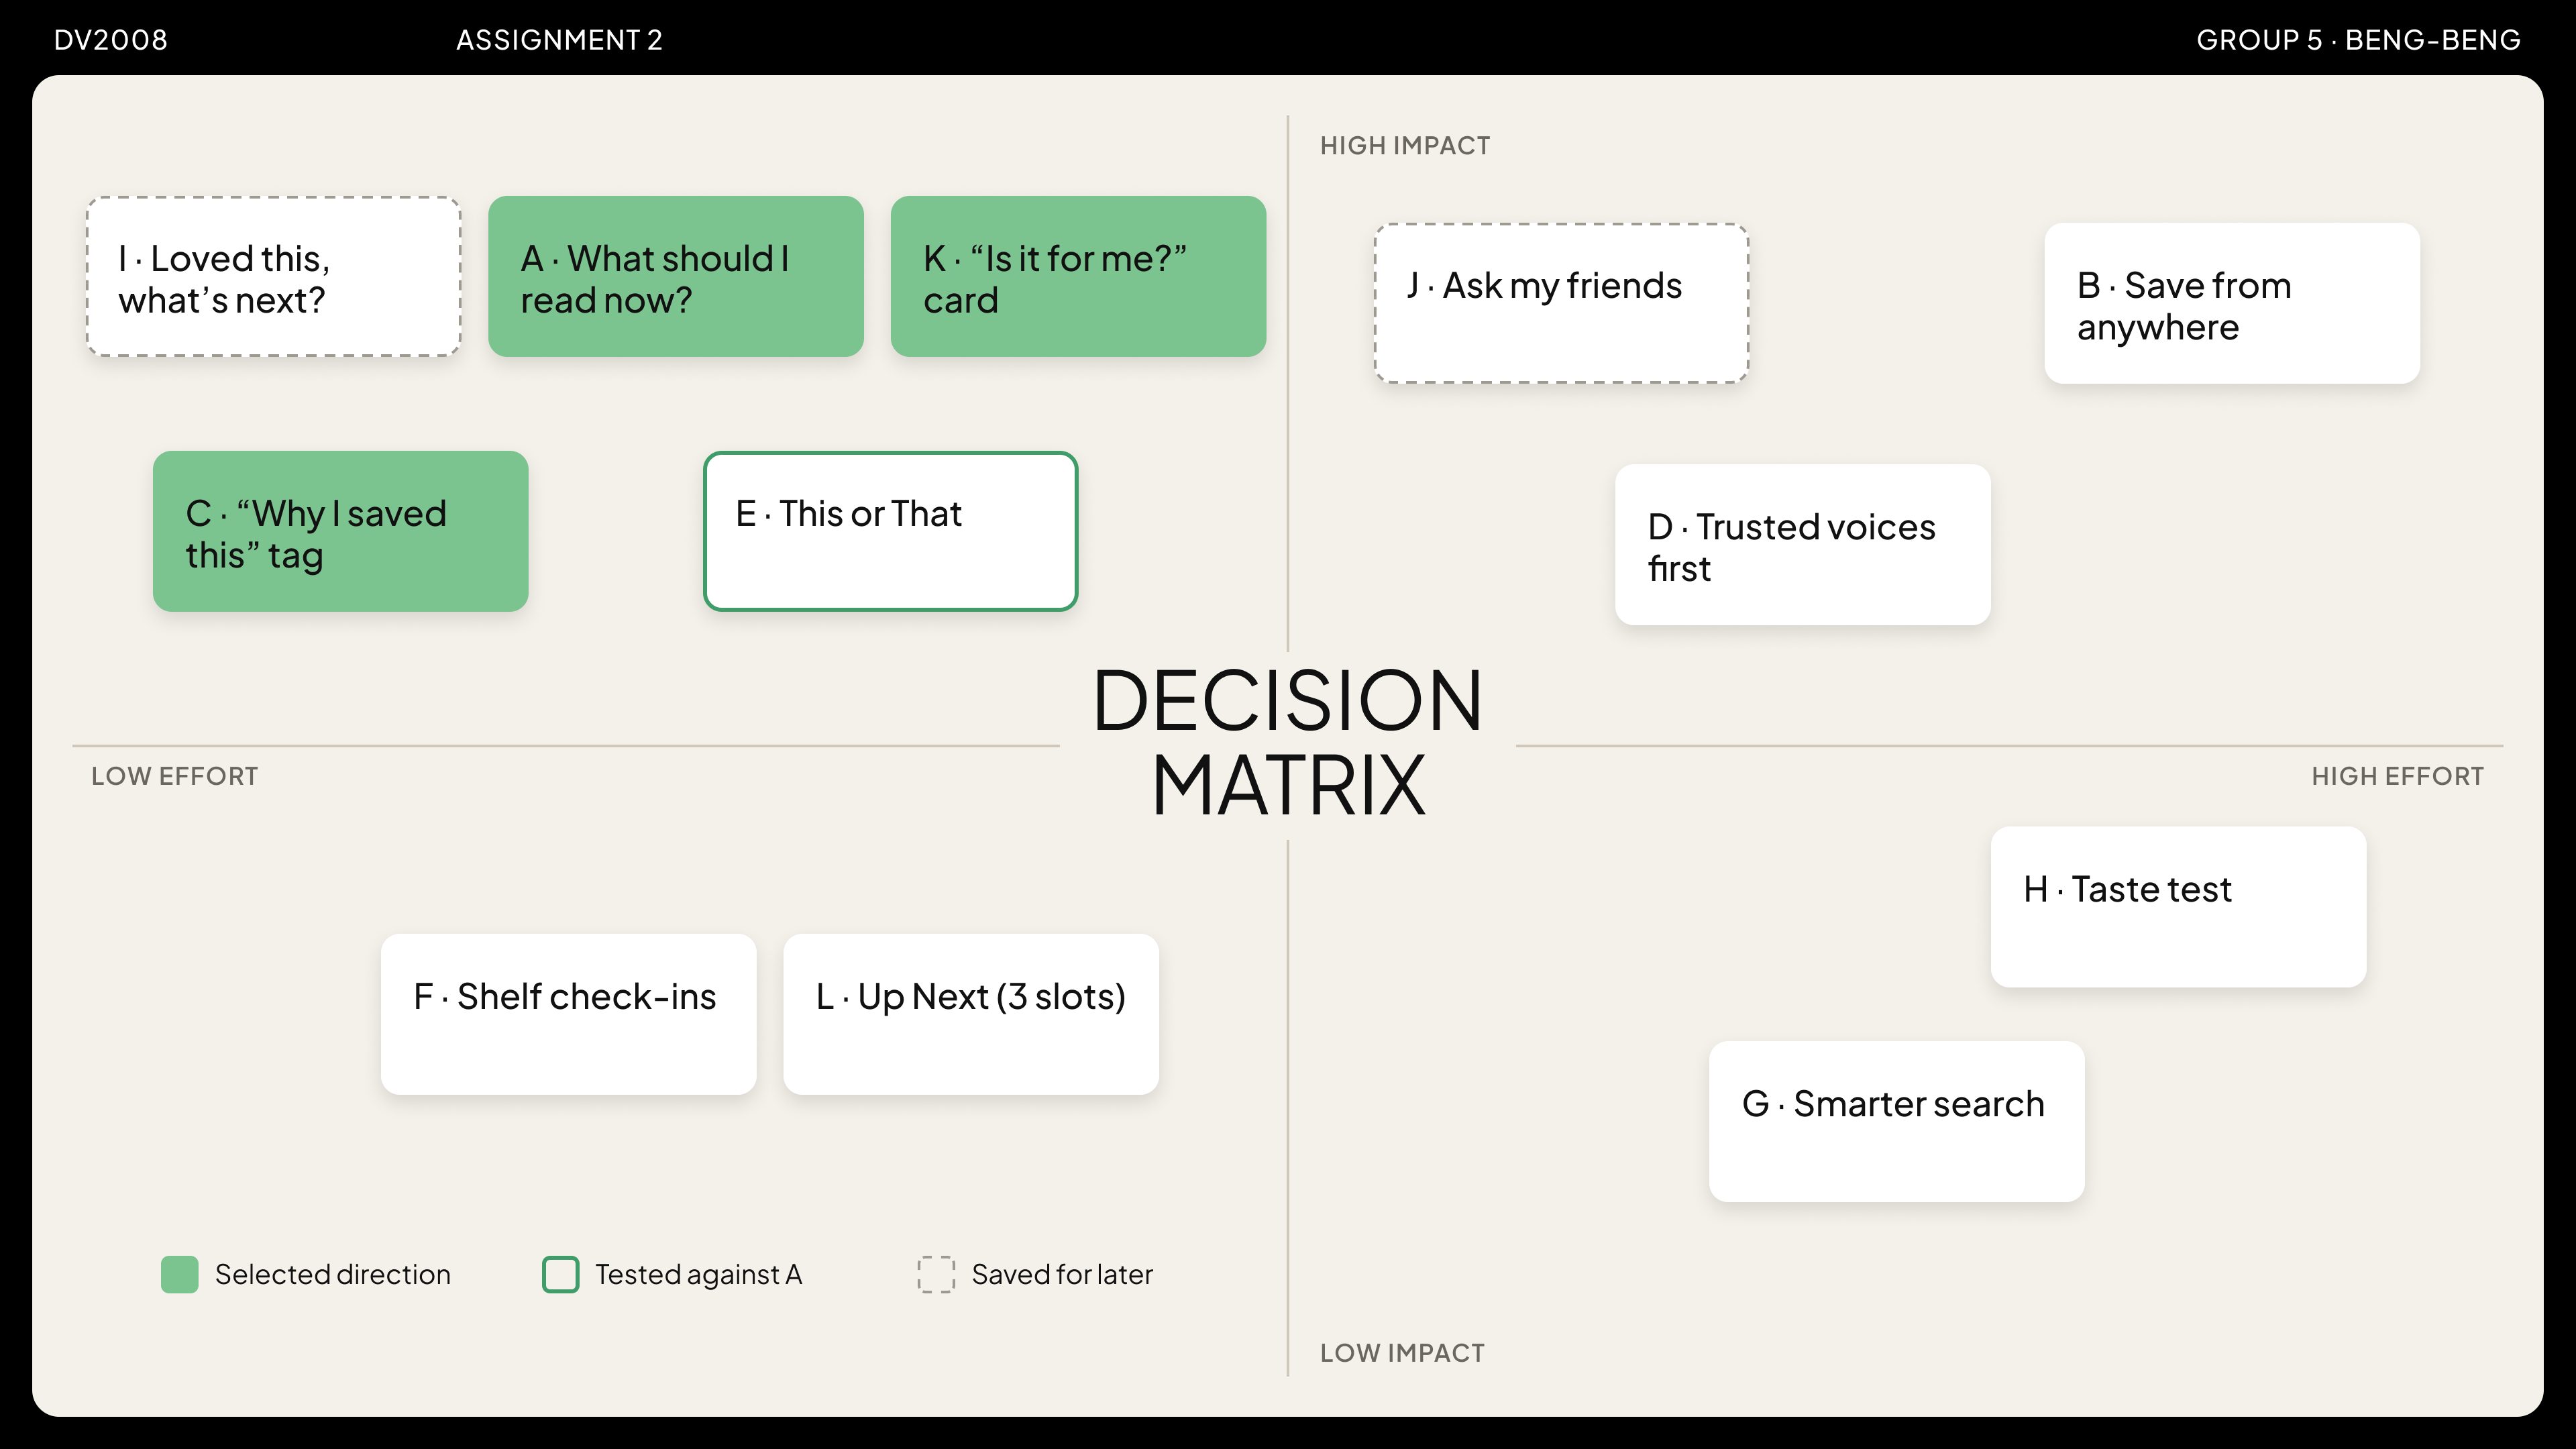 DV2008
ASSIGNMENT 2
GROUP 5 · BENG-BENG
HIGH IMPACT
I · Loved this,
what’s next?
A · What should I
read now?
K · “Is it for me?”
card
J · Ask my friends
B · Save from
anywhere
C · “Why I saved
this” tag
E · This or That
D · Trusted voices
first
DECISION
MATRIX
LOW EFFORT
HIGH EFFORT
H · Taste test
F · Shelf check-ins
L · Up Next (3 slots)
G · Smarter search
Selected direction
Tested against A
Saved for later
LOW IMPACT